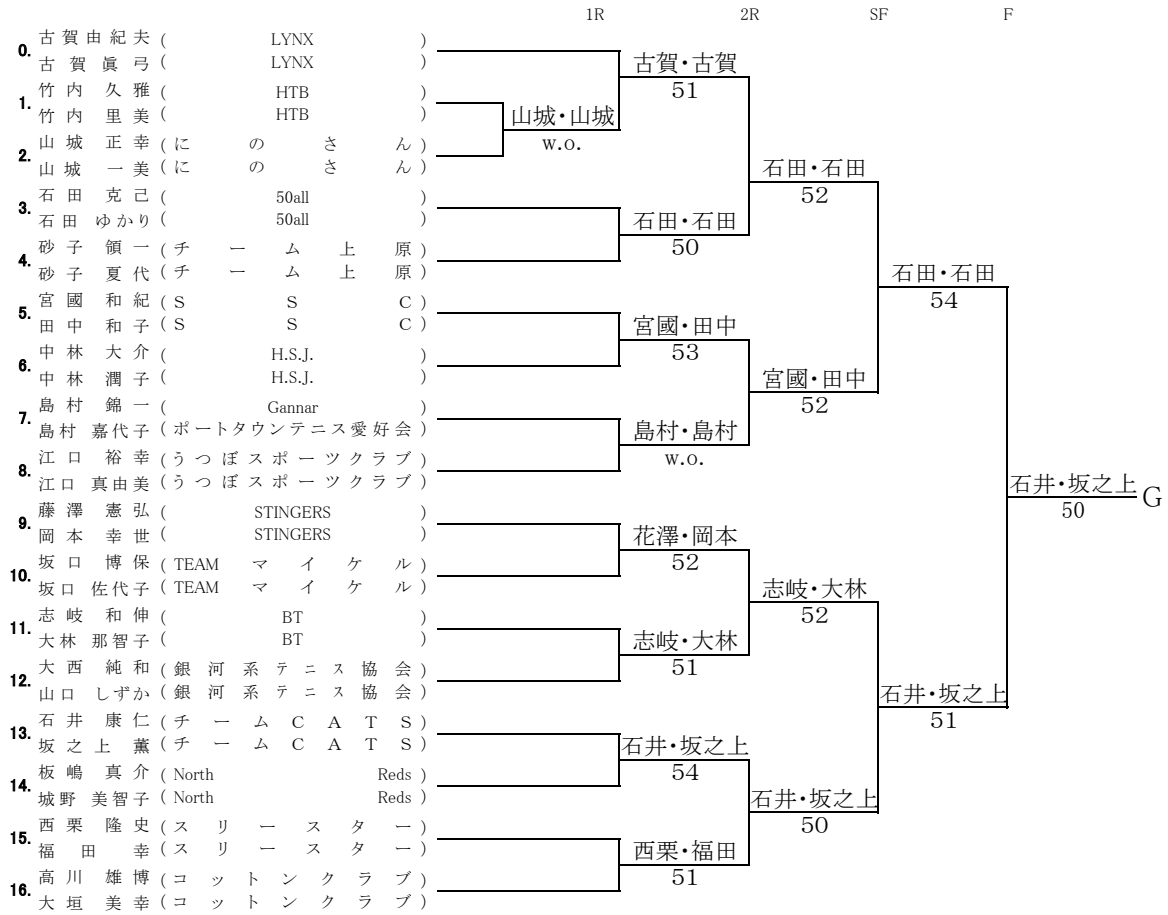 1R 2R SF F
0. 古賀由紀夫 ( LYNX )
古賀 眞弓 ( LYNX )
1. 竹内 久雅 ( HTB )
竹内 里美 ( HTB )
2. 山城 正幸 ( にのさん )
山城 一美 ( にのさん )
3. 石田 克己 ( 50all )
石田 ゆかり ( 50all )
4. 砂子 領一 ( チーム上原 )
砂子 夏代 ( チーム上原 )
5. 宮國 和紀 ( S S C )
田中 和子 ( S S C )
6. 中林 大介 ( H.S.J. )
中林 潤子 ( H.S.J. )
7. 島村 錦一 ( Gannar )
島村 嘉代子 ( ポートタウンテニス愛好会 )
8. 江口 裕幸 ( うつぼスポーツクラブ )
江口 真由美 ( うつぼスポーツクラブ )
9. 藤澤 憲弘 ( STINGERS )
岡本 幸世 ( STINGERS )
10. 坂口 博保 ( TEAM マイケル )
坂口 佐代子 ( TEAM マイケル )
11. 志岐 和伸 ( BT )
大林 那智子 ( BT )
12. 大西 純和 ( 銀河系テニス協会 )
山口 しずか ( 銀河系テニス協会 )
13. 石井 康仁 ( チームCATS )
坂之上 薫 ( チームCATS )
14. 板嶋 真介 ( North Reds )
城野 美智子 ( North Reds )
15. 西栗 隆史 ( スリースター )
福田 幸 ( スリースター )
16. 高川 雄博 ( コットンクラブ )
大垣 美幸 ( コットンクラブ )
山城・山城
w.o.
古賀・古賀
51
石田・石田
50
宮國・田中
53
島村・島村
w.o.
花澤・岡本
52
志岐・大林
51
石井・坂之上
54
西栗・福田
51
石田・石田
52
宮國・田中
52
志岐・大林
52
石井・坂之上
50
石田・石田
54
石井・坂之上
51
石井・坂之上 G
50